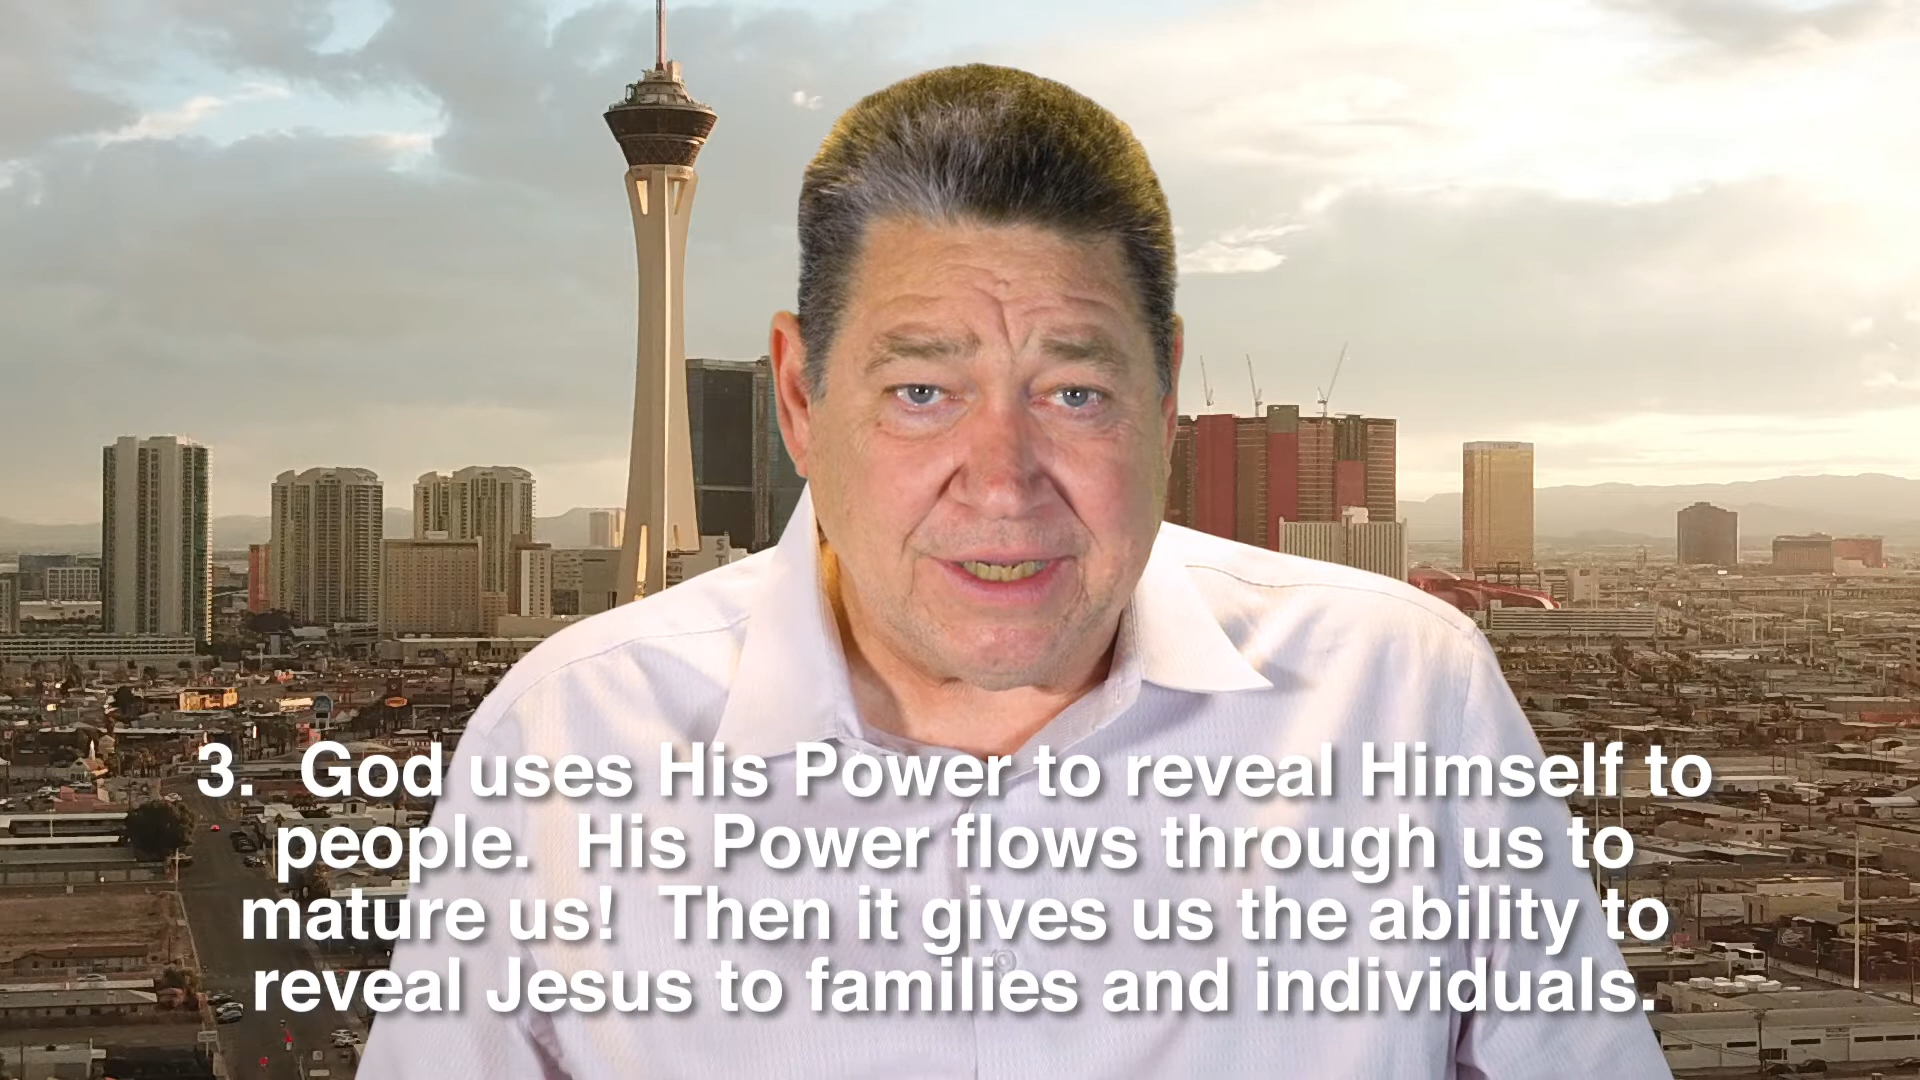 3.  God uses His Power to reveal Himself to
people.  His Power flows through us to
mature us!  Then it gives us the ability to
reveal Jesus to families and individuals.